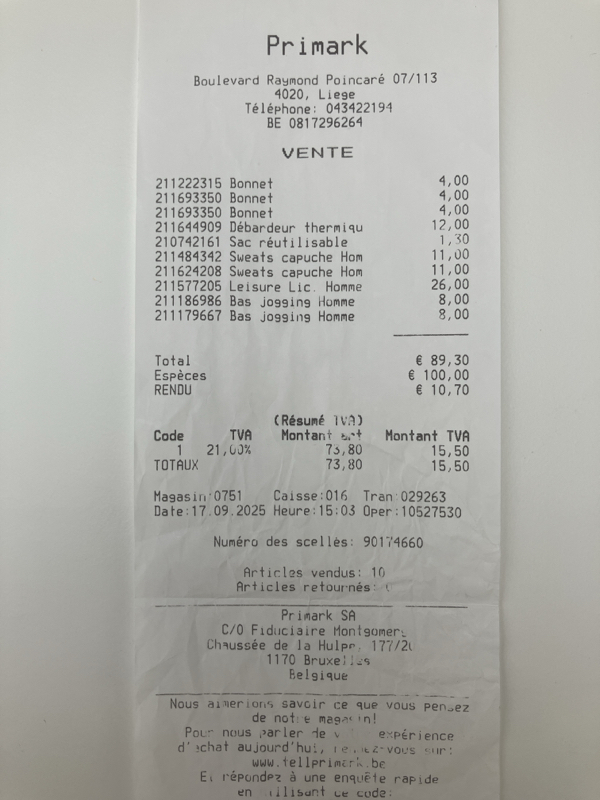 Primark
Boulevard Raymond Poincaré 07/113
4020, Liege
Téléphone: 043422194
BE 0817296264
VENTE
211222315 Bonnet 4,00
211693350 Bonnet 4,00
211693350 Bonnet 4,00
211644909 Débardeur thermiqu 12,00
210742161 Sac réutilisable 1,30
211484342 Sweats capuche Hom 11,00
211624208 Sweats capuche Hom 11,00
211577205 Leisure Lic. Homme 26,00
211186986 Bas jogging Homme 8,00
211179667 Bas jogging Homme 8,00
Total € 89,30
Espèces € 100,00
RENDU € 10,70
(Résumé TVA)
Code TVA Montant Montant TVA
1 21,00% 73,80 15,50
TOTAUX 73,80 15,50
Magasin:0751 Caisse:016 Tran:029263
Date:17.09.2025 Heure:15:03 Oper:10527530
Numéro des scellés: 90174660
Articles vendus: 10
Articles retournés:
Primark SA
C/O Fiduciaire Montgomery
Chaussée de la Hulpe, 177/20
1170 Bruxelles
Belgique
Nous aimerions savoir ce que vous pensez
de notre magasin!
Pour nous parler de expérience
d'achat aujourd'hui, rendez-vous sur:
www.tellprimark.be
Et répondez à une enquête rapide
en utilisant ce code: